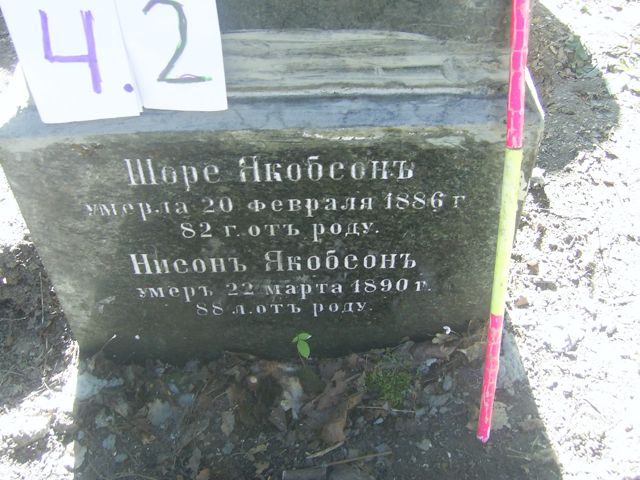 4.2
Шоре Якобсонъ
умерла 20 февраля 1886 г
82 г. отъ роду.
Нисонъ Якобсонъ
умеръ 22 марта 1890 г.
88 л. отъ роду.